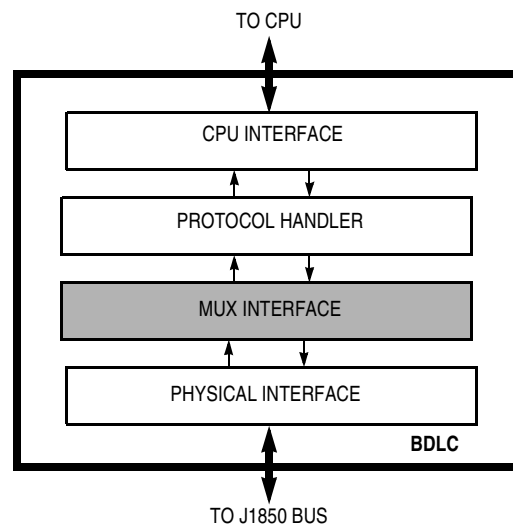 TO CPU
CPU INTERFACE
PROTOCOL HANDLER
MUX INTERFACE
PHYSICAL INTERFACE
BDLC
TO J1850 BUS